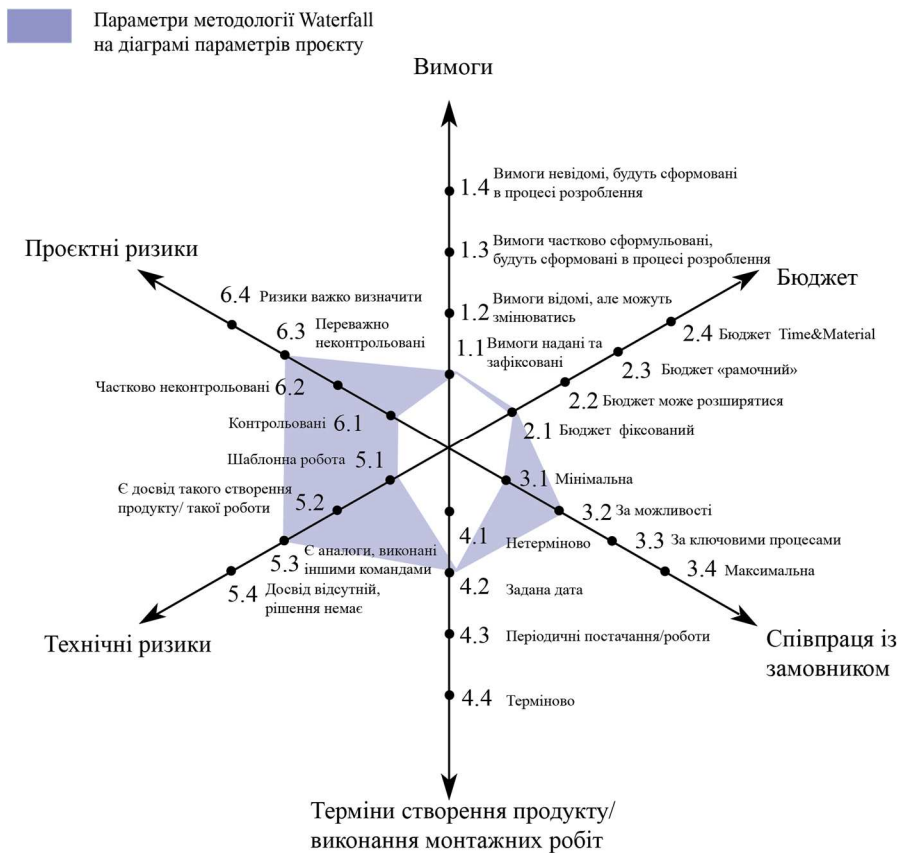 Параметри методології Waterfall
на діаграмі параметрів проєкту
Вимоги
1.4 Вимоги невідомі, будуть сформовані
в процесі розроблення
1.3 Вимоги частково сформульовані,
будуть сформовані в процесі розроблення
1.2 Вимоги відомі, але можуть
змінюватись
1.1 Вимоги надані та
зафіксовані
Бюджет
2.4 Бюджет Time&Material
2.3 Бюджет «рамочний»
2.2 Бюджет може розширятися
2.1 Бюджет фіксований
Проєктні ризики
6.4 Ризики важко визначити
6.3 Переважно
неконтрольовані
Частково неконтрольовані 6.2
Контрольовані 6.1
Шаблонна робота 5.1
Є досвід такого створення
продукту/ такої роботи 5.2
5.3 Є аналоги, виконані
іншими командами
5.4 Досвід відсутній,
рішення немає
Технічні ризики
3.1 Мінімальна
3.2 За можливості
3.3 За ключовими процесами
3.4 Максимальна
Співпраця із
замовником
4.1 Нетерміново
4.2 Задана дата
4.3 Періодичні постачання/роботи
4.4 Терміново
Терміни створення продукту/
виконання монтажних робіт